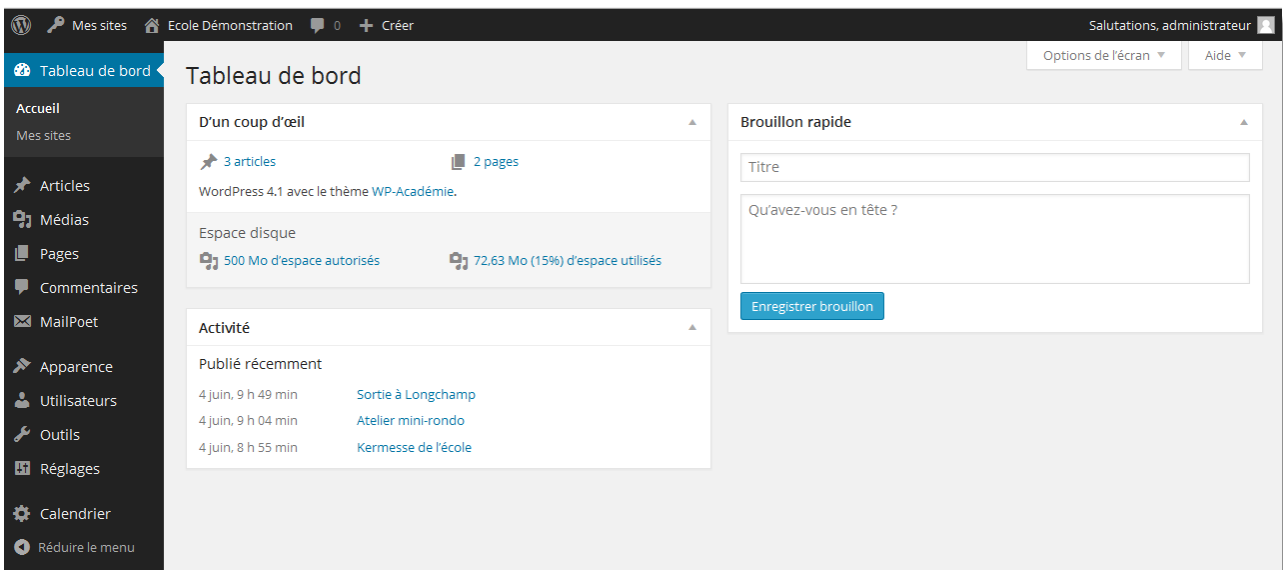 Mes sites Ecole Démonstration 0 Créer Salutations, administrateur
Options de l'écran Aide
Tableau de bord
Accueil
Mes sites
Articles
Médias
Pages
Commentaires
MailPoet
Apparence
Utilisateurs
Outils
Réglages
Calendrier
Réduire le menu
Tableau de bord
D'un coup d'œil
3 articles 2 pages
WordPress 4.1 avec le thème WP-Académie.
Espace disque
500 Mo d'espace autorisés 72,63 Mo (15%) d'espace utilisés
Activité
Publié récemment
4 juin, 9 h 49 min Sortie à Longchamp
4 juin, 9 h 04 min Atelier mini-rondo
4 juin, 8 h 55 min Kermesse de l'école
Brouillon rapide
Titre
Qu'avez-vous en tête ?
Enregistrer brouillon